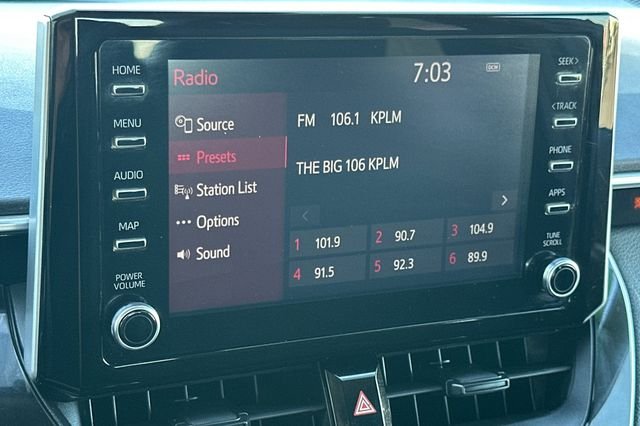 HOME
MENU
AUDIO
MAP
POWER
VOLUME
Radio
7:03
DCM
Source
Presets
Station List
Options
Sound
FM 106.1 KPLM
THE BIG 106 KPLM
< >
1 101.9 2 90.7 3 104.9
4 91.5 5 92.3 6 89.9
SEEK >
< TRACK
PHONE
APPS
TUNE
SCROLL